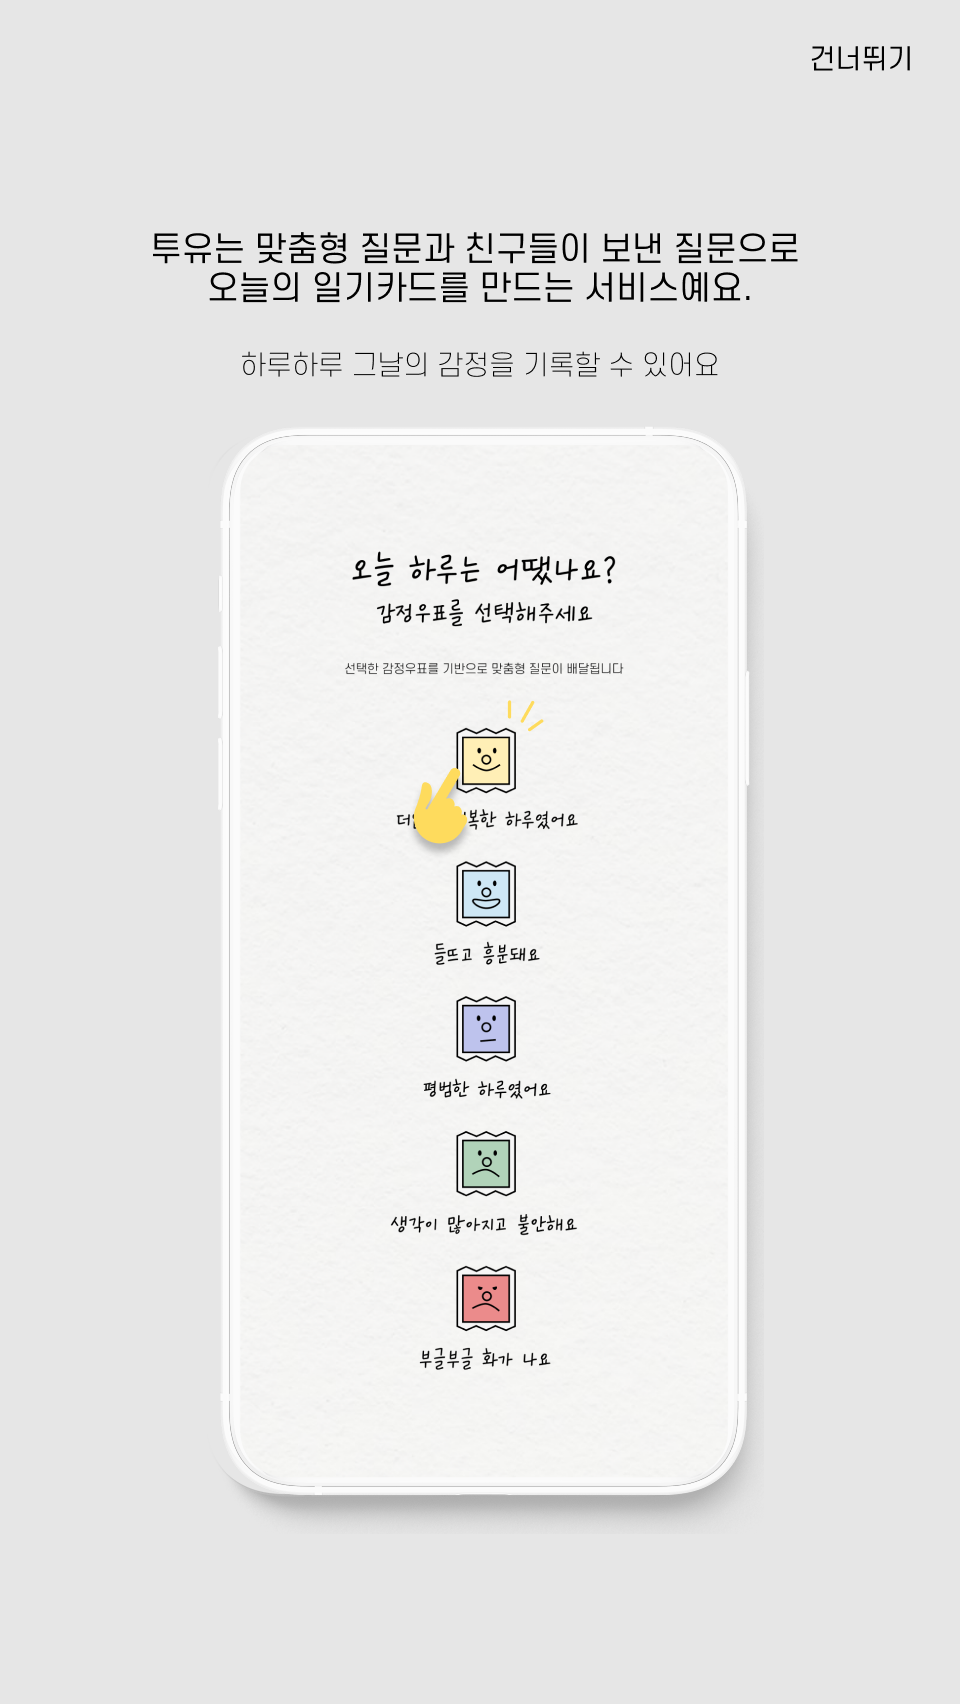 건너뛰기
투유는 맞춤형 질문과 친구들이 보낸 질문으로
오늘의 일기카드를 만드는 서비스예요.
하루하루 그날의 감정을 기록할 수 있어요
오늘 하루는 어땠나요?
감정우표를 선택해주세요
선택한 감정우표를 기반으로 맞춤형 질문이 배달됩니다
하루였어요
들뜨고 흥분돼요
평범한 하루였어요
생각이 많아지고 불안해요
부글부글 화가 나요